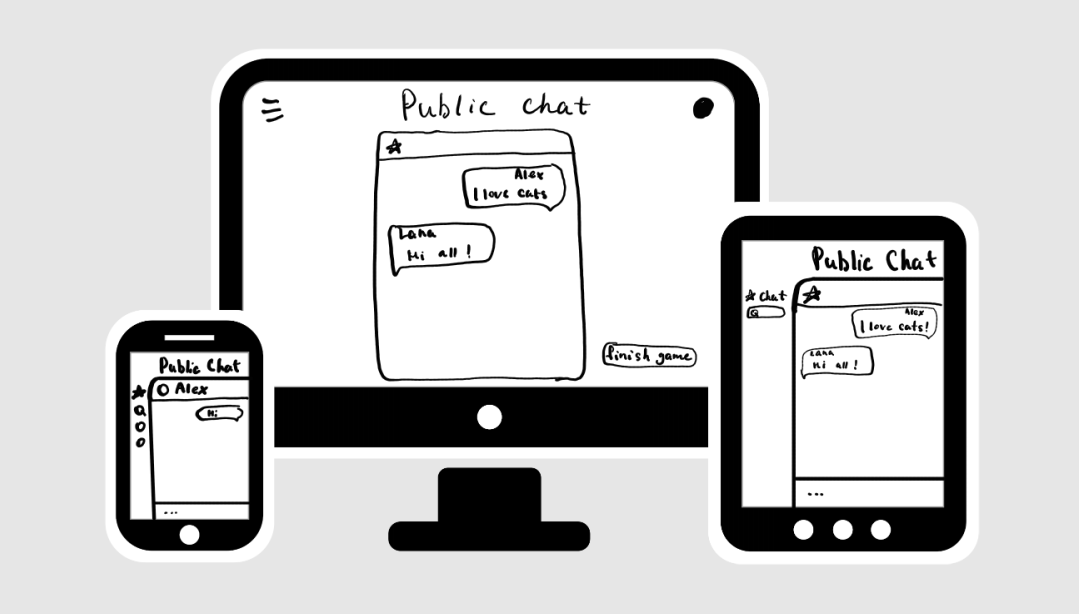 Public chat
Alex
I love cats
Lana
Hi all !
finish game
Public Chat
Alex
Hi
...
Public Chat
Chat
Alex
I love cats!
Lana
Hi all !
...